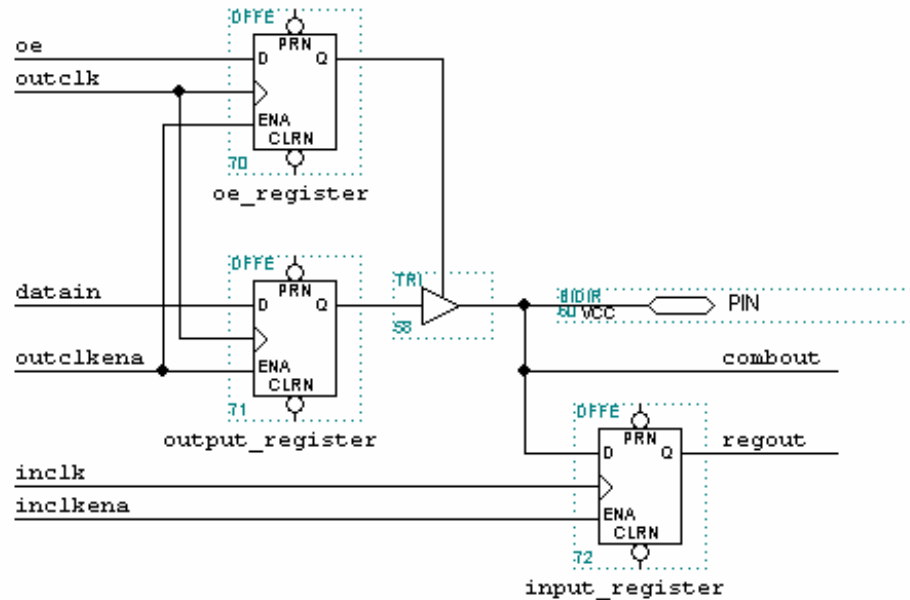 DFFE
oe
PRN
D Q
outclk
ENA
CLRN
70
oe_register
DFFE
PRN
datain
D Q
TRI
58
BIDIR
60 VCC
PIN
outclkena
ENA
CLRN
71
output_register
combout
DFFE
PRN
D Q
regout
inclk
inclkena
ENA
CLRN
72
input_register